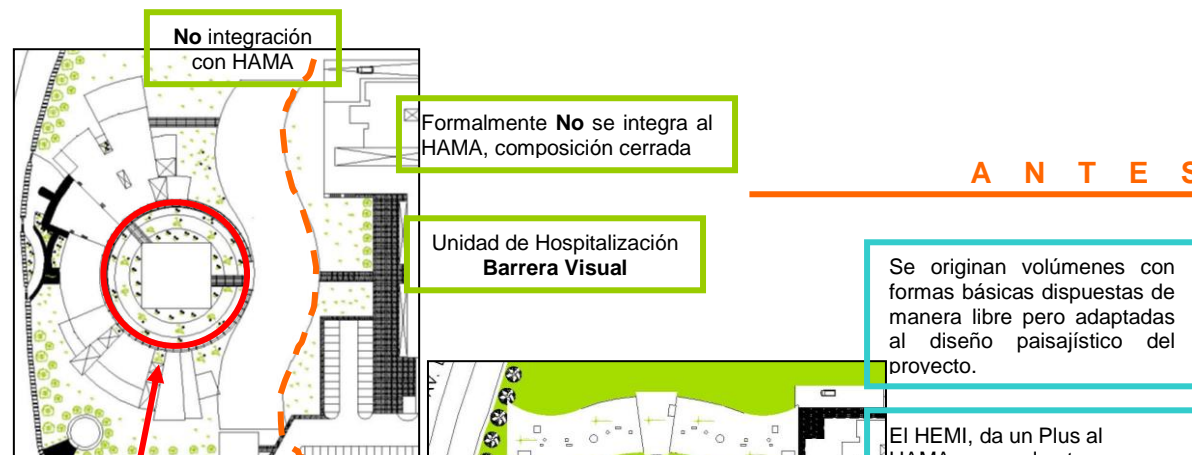 No integración
con HAMA
Formalmente No se integra al
HAMA, composición cerrada
A N T E S
Unidad de Hospitalización
Barrera Visual
Se originan volúmenes con
formas básicas dispuestas de
manera libre pero adaptadas
al diseño paisajístico del
proyecto.
El HEMI, da un Plus al
HAMA